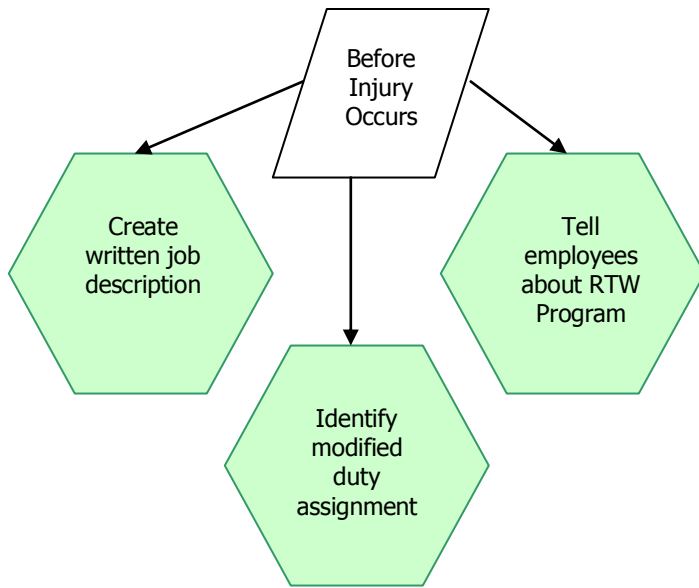 Before
Injury
Occurs
Create
written job
description
Tell
employees
about RTW
Program
Identify
modified
duty
assignment